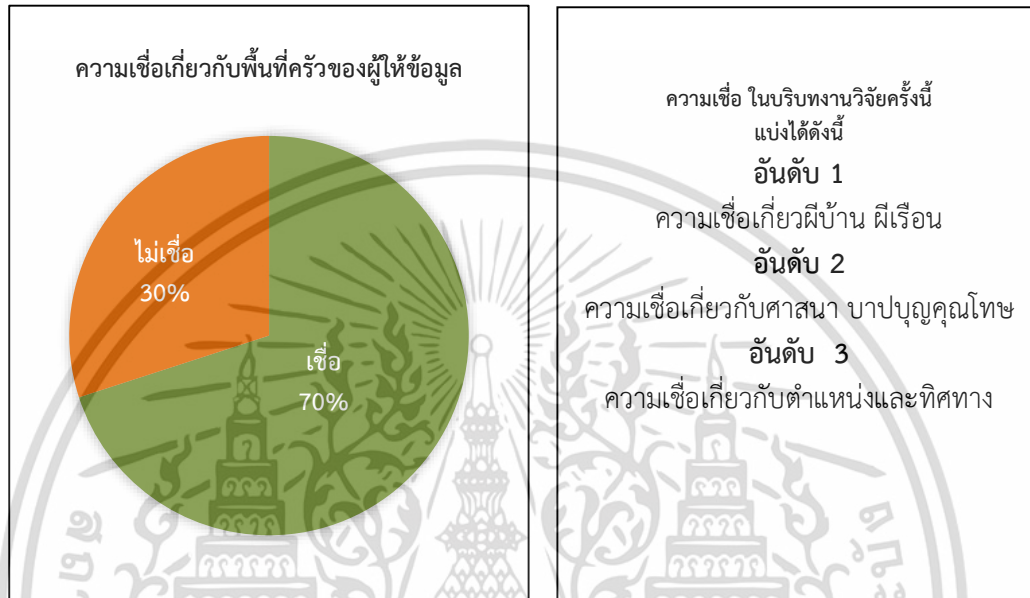 ความเชื่อเกี่ยวกับพื้นที่ครัวของผู้ให้ข้อมูล
ไม่เชื่อ
30%
เชื่อ
70%
ความเชื่อ ในบริบทงานวิจัยครั้งนี้
แบ่งได้ดังนี้
อันดับ 1
ความเชื่อเกี่ยวผีบ้าน ผีเรือน
อันดับ 2
ความเชื่อเกี่ยวกับศาสนา บาปบุญคุณโทษ
อันดับ 3
ความเชื่อเกี่ยวกับตำแหน่งและทิศทาง